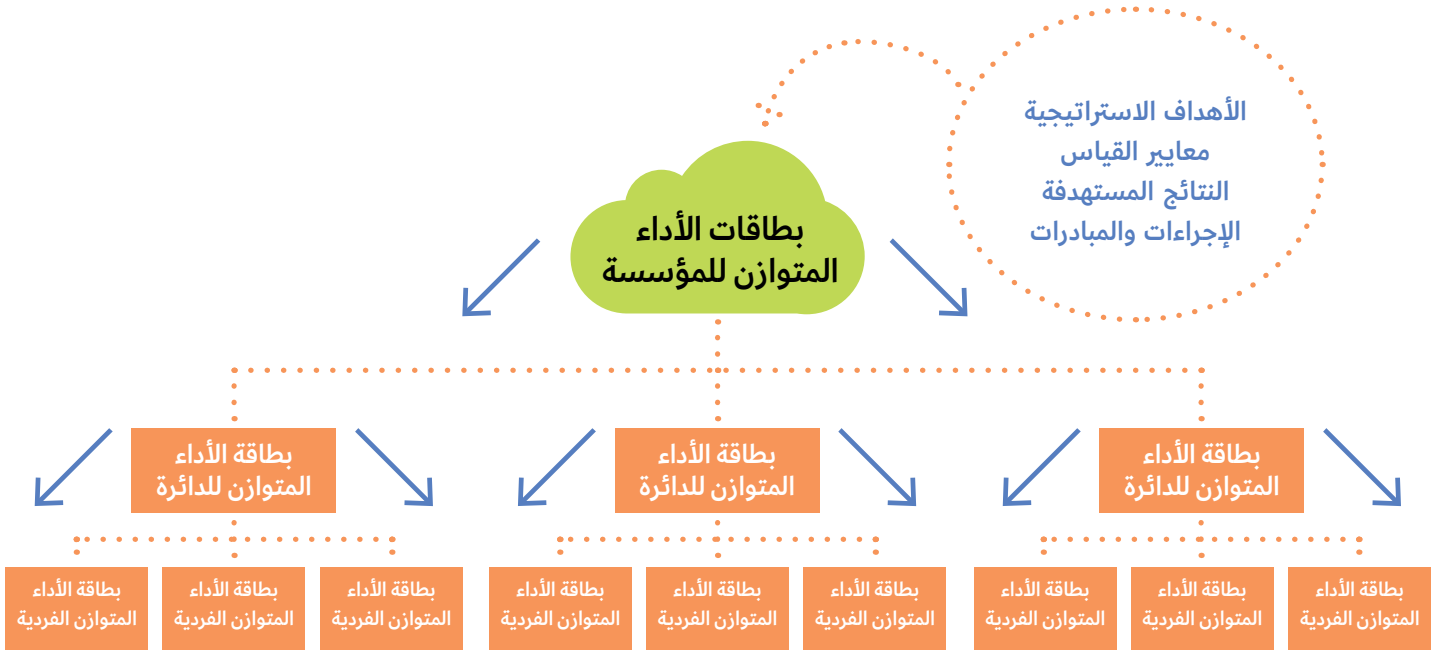 الأهداف الاستراتيجية
معايير القياس
النتائج المستهدفة
الإجراءات والمبادرات
بطاقات الأداء
المتوازن للمؤسسة
بطاقة الأداء
المتوازن للدائرة
بطاقة الأداء
المتوازن للدائرة
بطاقة الأداء
المتوازن للدائرة
بطاقة الأداء
المتوازن الفردية
بطاقة الأداء
المتوازن الفردية
بطاقة الأداء
المتوازن الفردية
بطاقة الأداء
المتوازن الفردية
بطاقة الأداء
المتوازن الفردية
بطاقة الأداء
المتوازن الفردية
بطاقة الأداء
المتوازن الفردية
بطاقة الأداء
المتوازن الفردية
بطاقة الأداء
المتوازن الفردية